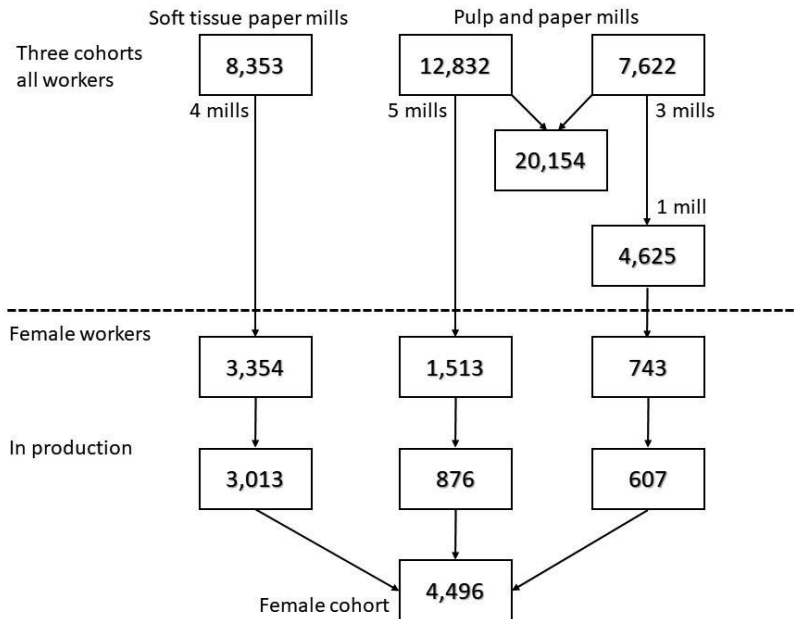 Soft tissue paper mills
Pulp and paper mills
Three cohorts
all workers
8,353
12,832
7,622
4 mills
5 mills
3 mills
20,154
1 mill
4,625
Female workers
3,354
1,513
743
In production
3,013
876
607
4,496
Female cohort